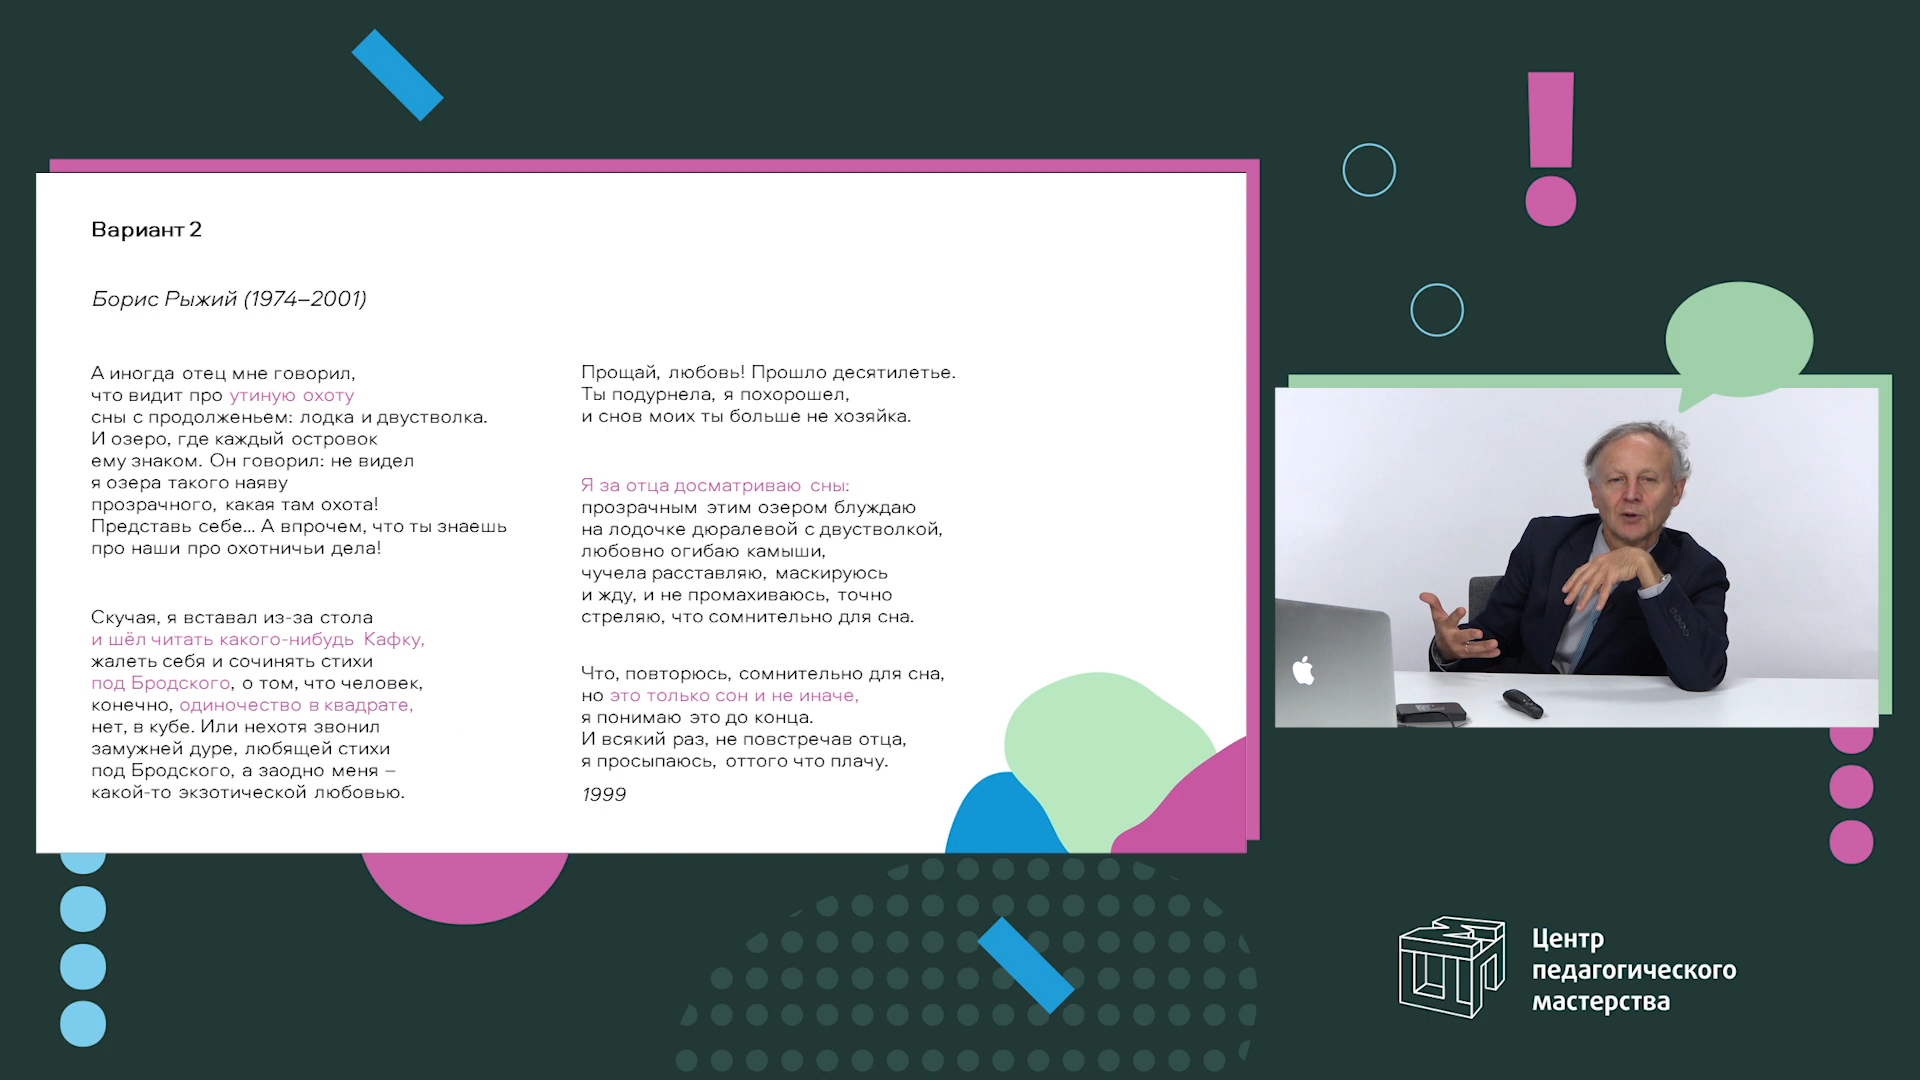 Вариант 2
Борис Рыжий (1974–2001)
А иногда отец мне говорил,
что видит про утиную охоту
сны с продолженьем: лодка и двустволка.
И озеро, где каждый островок
ему знаком. Он говорил: не видел
я озера такого наяву
прозрачного, какая там охота!
Представь себе... А впрочем, что ты знаешь
про наши про охотничьи дела!
Скучая, я вставал из-за стола
и шёл читать какого-нибудь Кафку,
жалеть себя и сочинять стихи
под Бродского, о том, что человек,
конечно, одиночество в квадрате,
нет, в кубе. Или нехотя звонил
замужней дуре, любящей стихи
под Бродского, а заодно меня –
какой-то экзотической любовью.
Прощай, любовь! Прошло десятилетье.
Ты подурнела, я похорошел,
и снов моих ты больше не хозяйка.
Я за отца досматриваю сны:
прозрачным этим озером блуждаю
на лодочке дюралевой с двустволкой,
любовно огибаю камыши,
чучела расставляю, маскируюсь
и жду, и не промахиваюсь, точно
стреляю, что сомнительно для сна.
Что, повторюсь, сомнительно для сна,
но это только сон и не иначе,
я понимаю это до конца.
И всякий раз, не повстречав отца,
я просыпаюсь, оттого что плачу.
1999
Центр
педагогического
мастерства